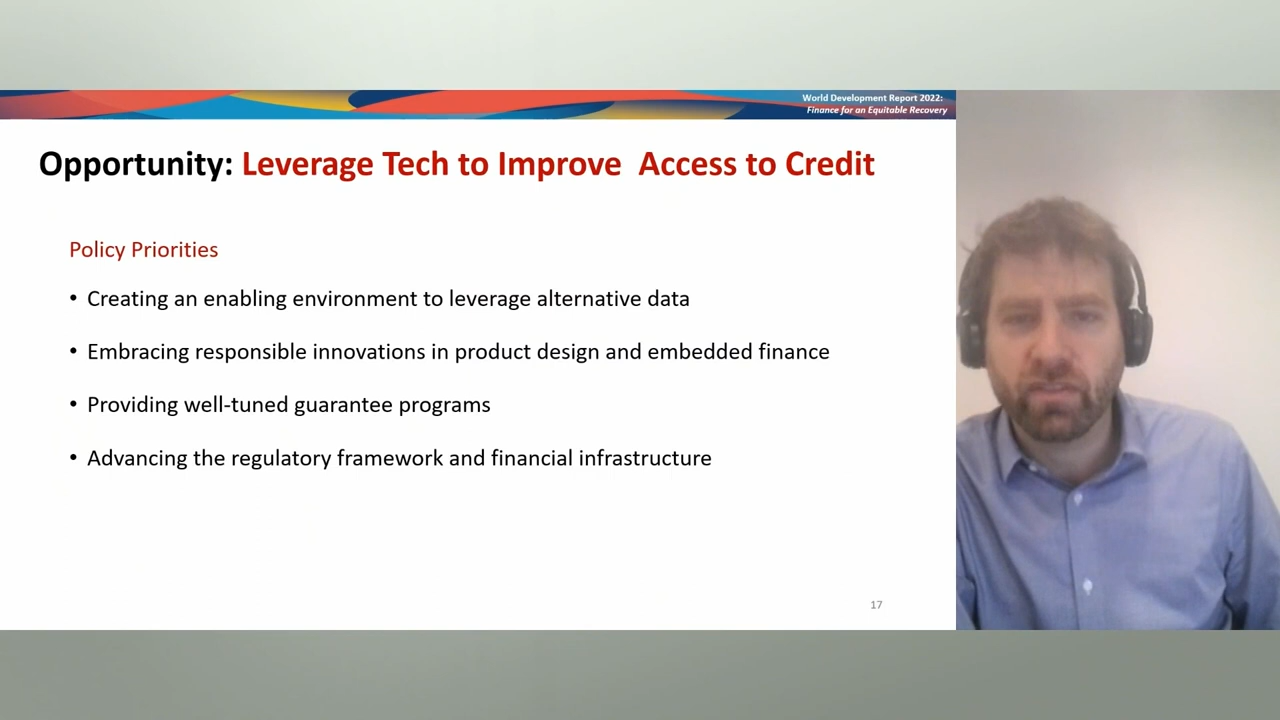 World Development Report 2022:
Finance for an Equitable Recovery
Opportunity: Leverage Tech to Improve  Access to Credit
Policy Priorities
• Creating an enabling environment to leverage alternative data
• Embracing responsible innovations in product design and embedded finance
• Providing well-tuned guarantee programs
• Advancing the regulatory framework and financial infrastructure
17